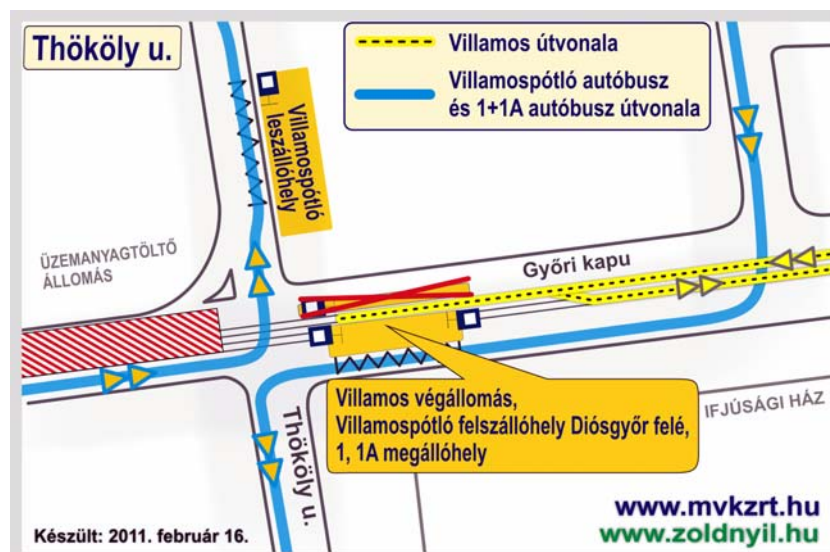 Thököly u.
Villamos útvonala
Villamospótló autóbusz
és 1+1A autóbusz útvonala
Villamospótló
leszállóhely
ÜZEMANYAGTÖLTŐ
ÁLLOMÁS
Győri kapu
Villamos végállomás,
Villamospótló felszállóhely Diósgyőr felé,
1, 1A megállóhely
IFJÚSÁGI HÁZ
Thököly u.
www.mvkzrt.hu
www.zoldnyil.hu
Készült: 2011. február 16.